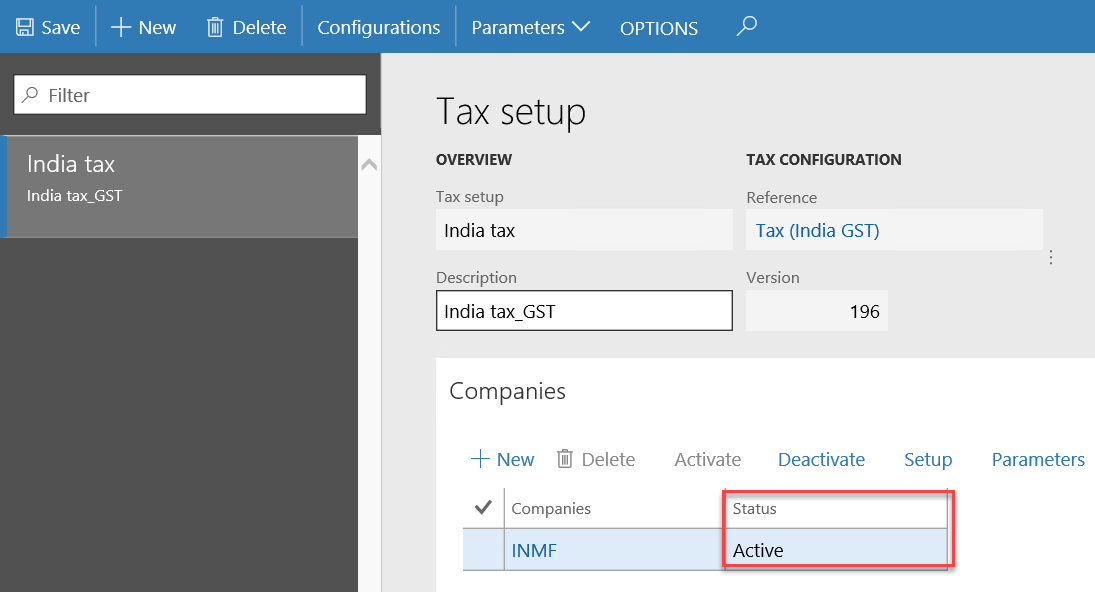 Save New Delete Configurations Parameters OPTIONS
Filter
India tax
India tax_GST
Tax setup
OVERVIEW
Tax setup
India tax
Description
India tax_GST
TAX CONFIGURATION
Reference
Tax (India GST)
Version
196
Companies
New Delete Activate Deactivate Setup Parameters
Companies Status
INMF Active